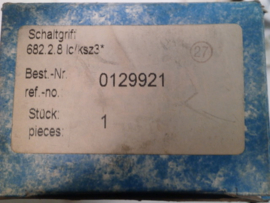 Schaltgriff
682.2.8 lc/ksz3*
27
Best.-Nr. 0129921
ref.-no.
Stück: 1
pieces: